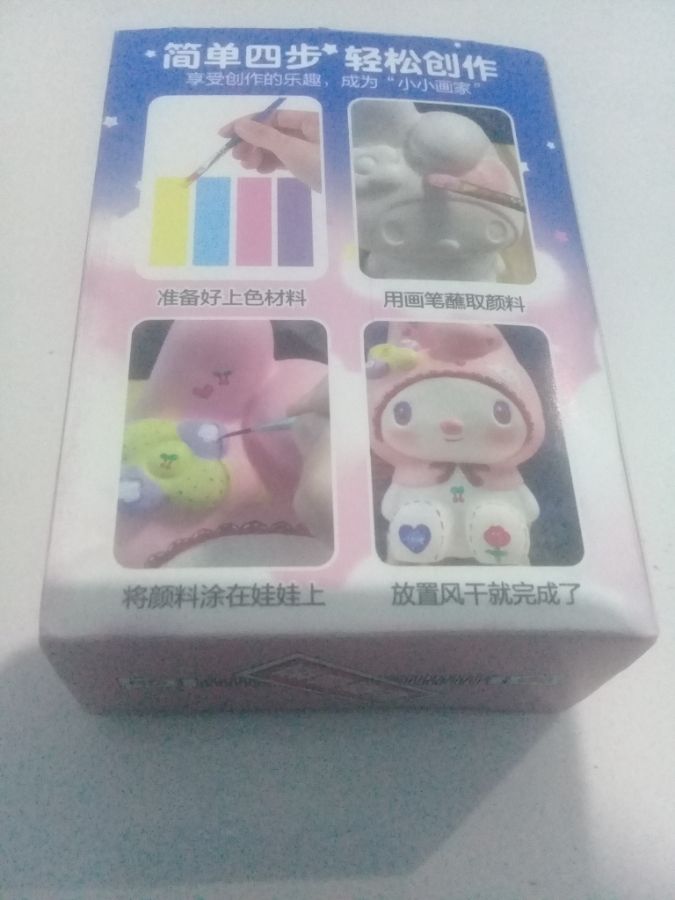 简单四步 轻松创作
享受创作的乐趣，成为“小小画家”
准备好上色材料
用画笔蘸取颜料
将颜料涂在娃娃上
放置风干就完成了